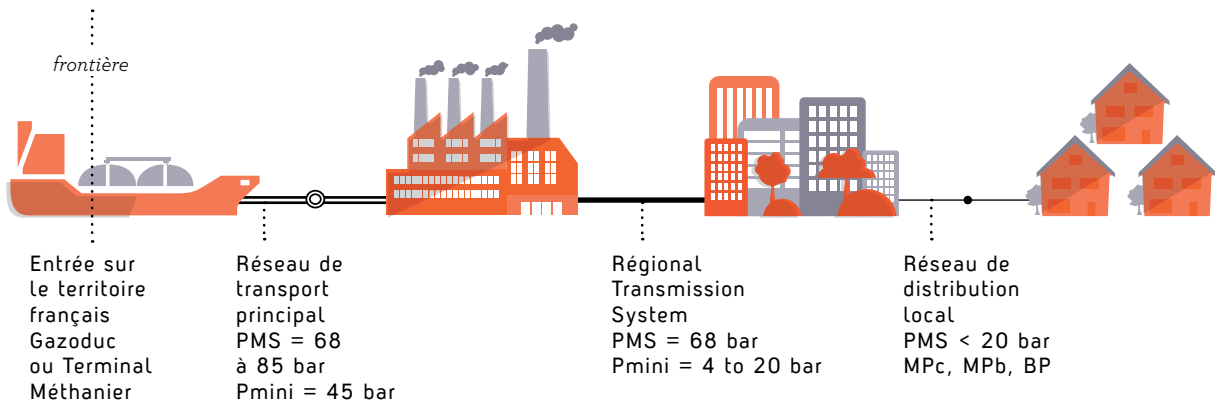 frontière
Entrée sur
le territoire
français
Gazoduc
ou Terminal
Méthanier
Réseau de
transport
principal
PMS = 68
à 85 bar
Pmini = 45 bar
Régional
Transmission
System
PMS = 68 bar
Pmini = 4 to 20 bar
Réseau de
distribution
local
PMS < 20 bar
MPc, MPb, BP